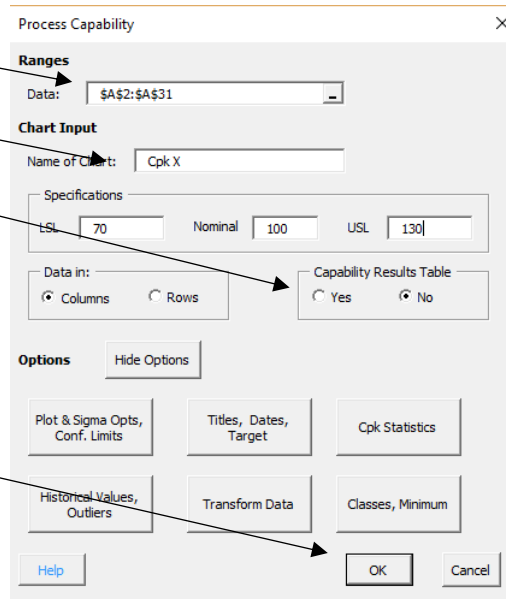 Process Capability
Ranges
Data: $A$2:$A$31
Chart Input
Name of Chart: Cpk X
Specifications
LSL 70 Nominal 100 USL 130
Data in: Capability Results Table
Columns Rows Yes No
Options Hide Options
Plot & Sigma Opts, Titles, Dates, Cpk Statistics
Conf. Limits Target
Historical Values, Transform Data Classes, Minimum
Outliers
Help OK Cancel